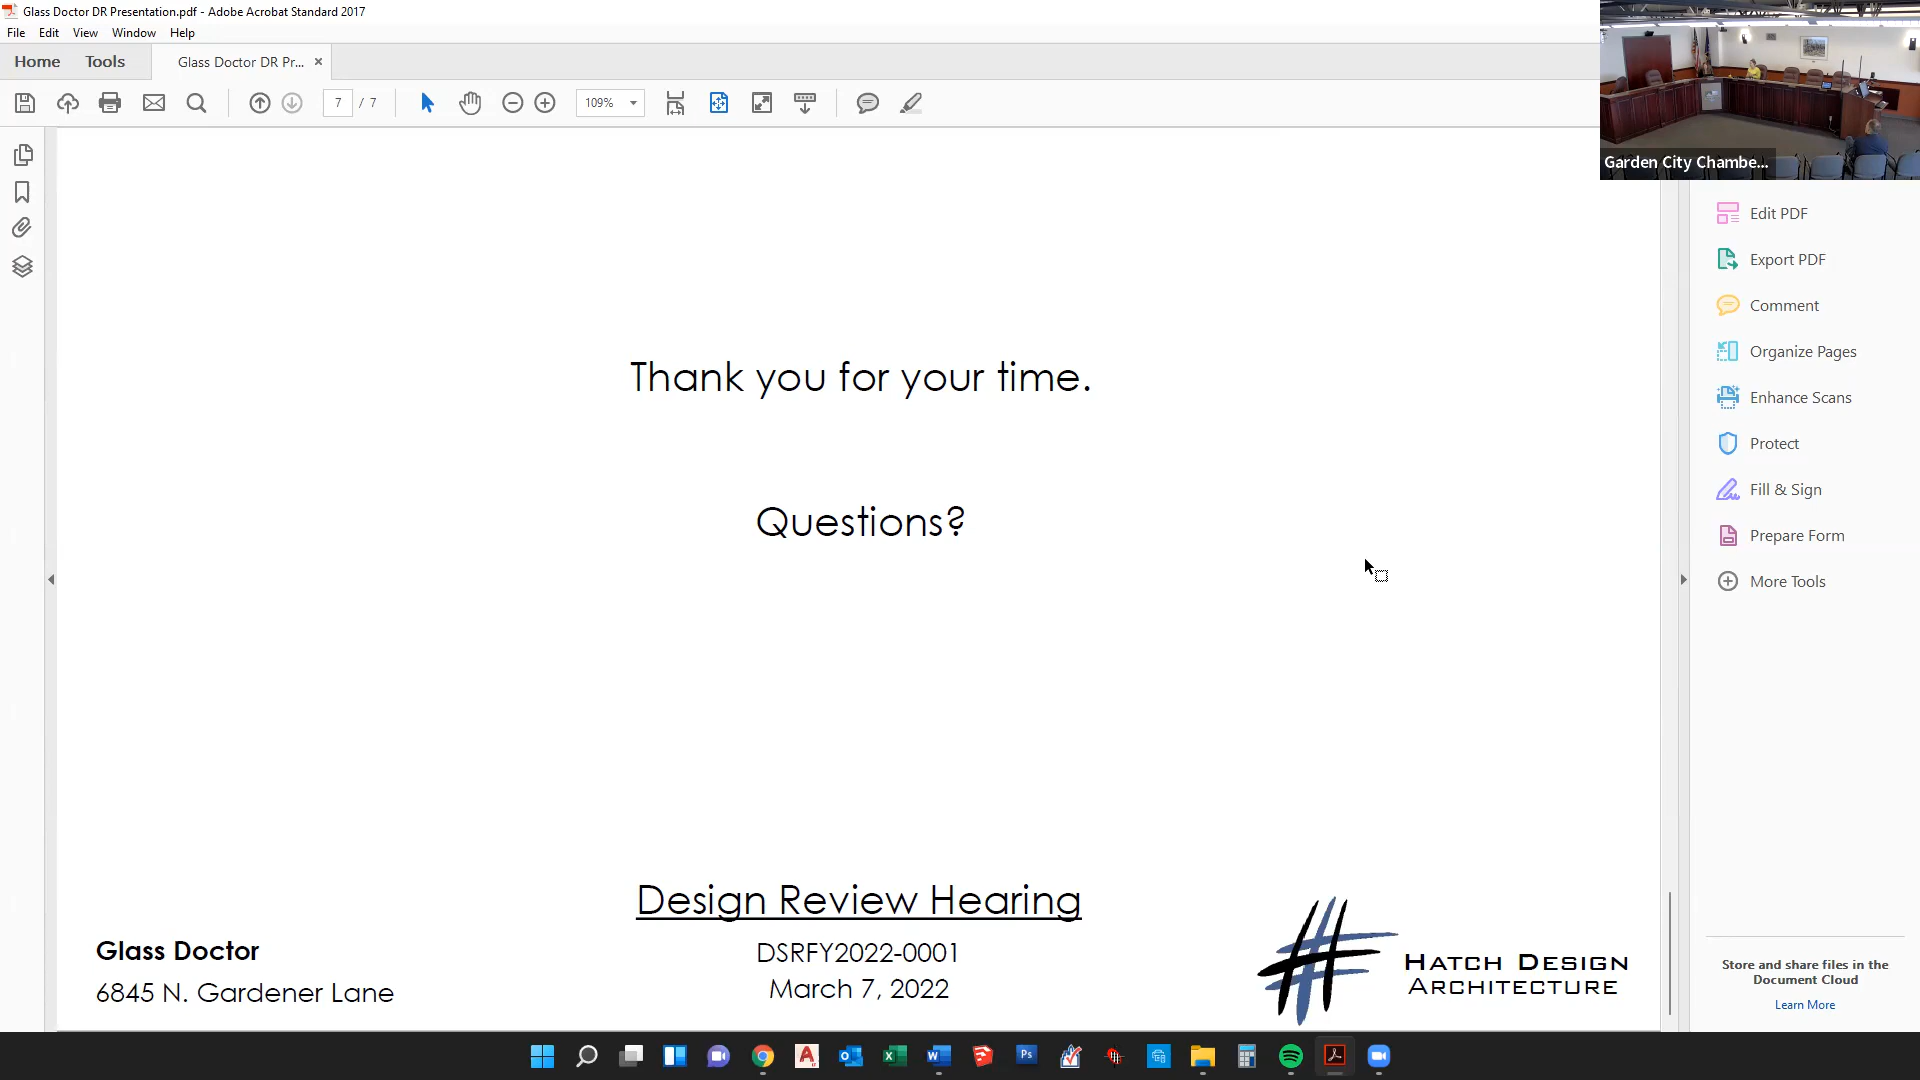 Glass Doctor DR Presentation.pdf - Adobe Acrobat Standard 2017
File Edit View Window Help
Home Tools Glass Doctor DR Pr... ×
7 / 7 109%
Garden City Chambe...
Edit PDF
Export PDF
Comment
Organize Pages
Enhance Scans
Protect
Fill & Sign
Prepare Form
More Tools
Thank you for your time.
Questions?
Design Review Hearing
DSRFY2022-0001
March 7, 2022
Glass Doctor
6845 N. Gardener Lane
HATCH DESIGN
ARCHITECTURE
Store and share files in the
Document Cloud
Learn More